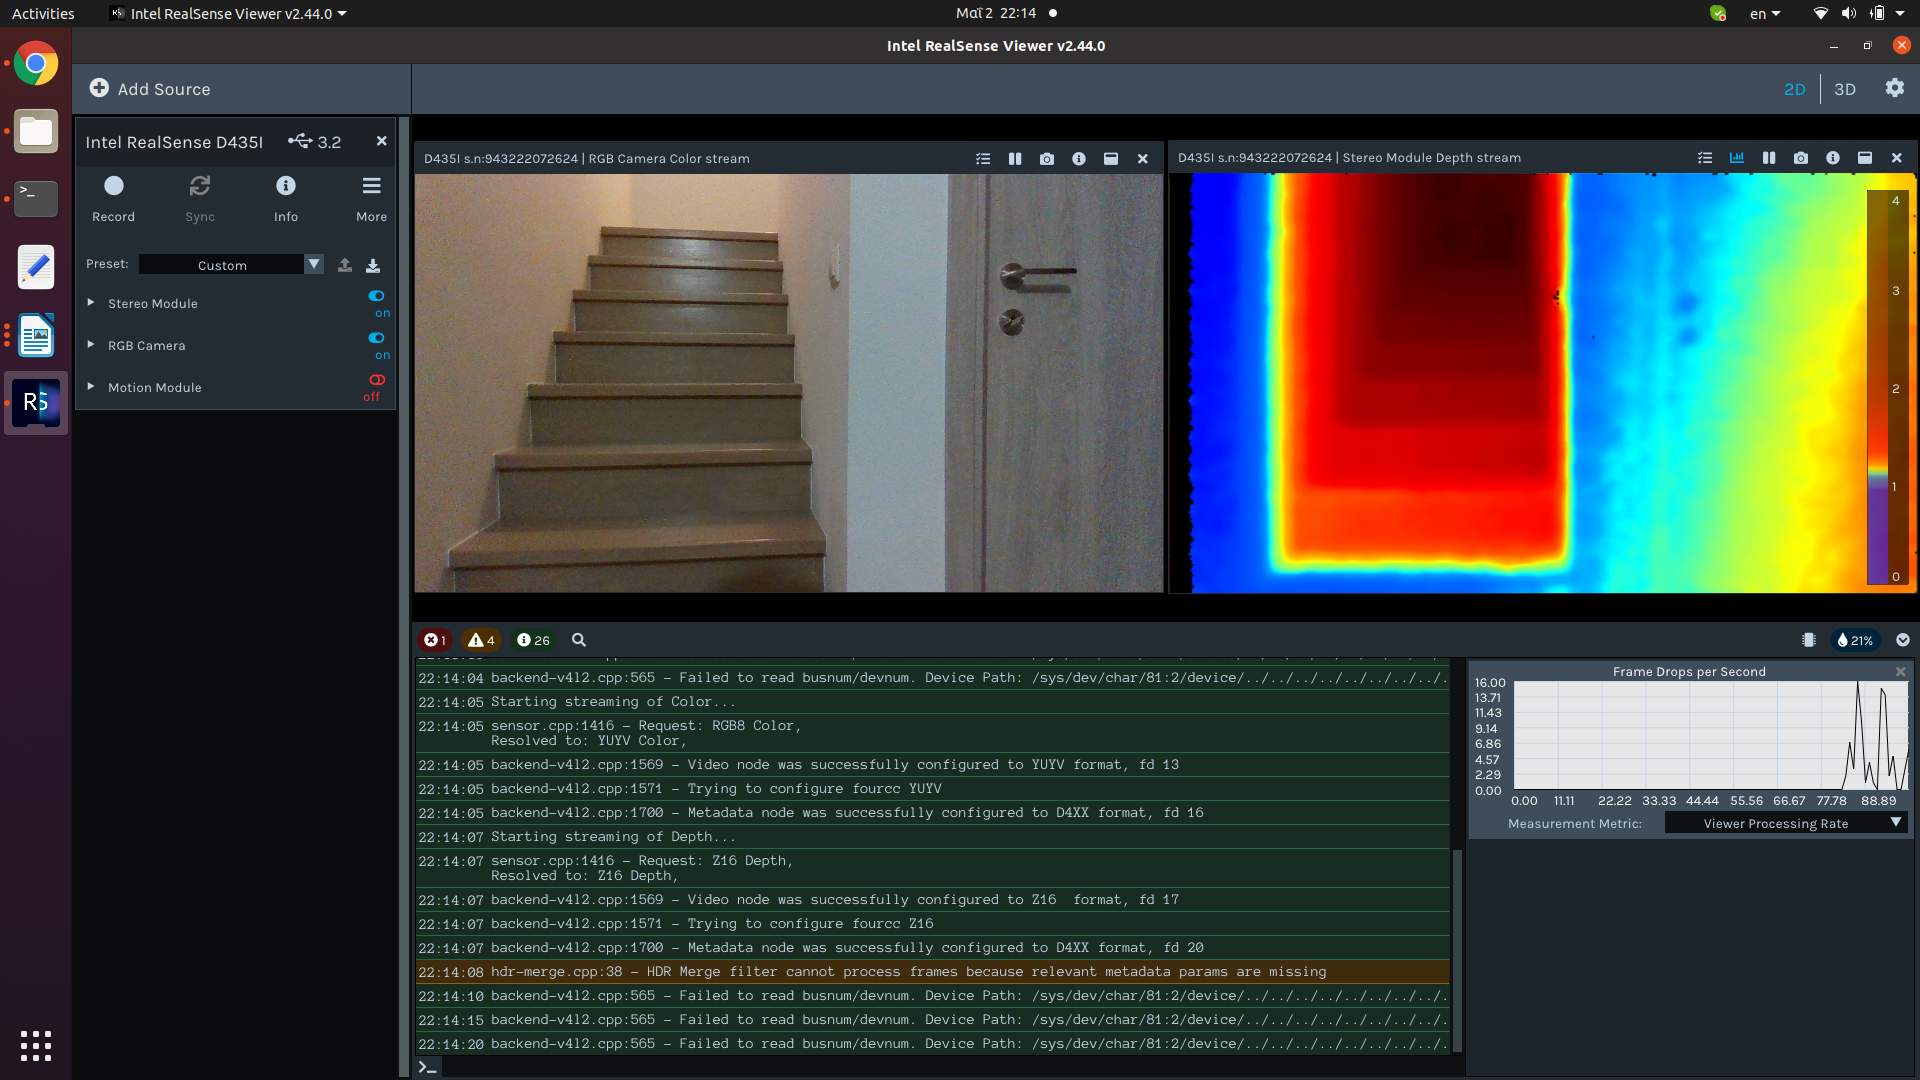 Activities
Intel RealSense Viewer v2.44.0
Μαΐ 2 22:14
en
Intel RealSense Viewer v2.44.0
Add Source
2D
3D
Intel RealSense D435I
3.2
Record
Sync
Info
More
Preset:
Custom
Stereo Module
on
RGB Camera
on
Motion Module
off
RS
D435I s.n:943222072624 | RGB Camera Color stream
D435I s.n:943222072624 | Stereo Module Depth stream
4
3
2
1
0
1
4
26
21%
22:14:04 backend-v4l2.cpp:565 - Failed to read busnum/devnum. Device Path: /sys/dev/char/81:2/device/../../../../../../../.
22:14:05 Starting streaming of Color...
22:14:05 sensor.cpp:1416 - Request: RGB8 Color,
Resolved to: YUYV Color,
22:14:05 backend-v4l2.cpp:1569 - Video node was successfully configured to YUYV format, fd 13
22:14:05 backend-v4l2.cpp:1571 - Trying to configure fourcc YUYV
22:14:05 backend-v4l2.cpp:1700 - Metadata node was successfully configured to D4XX format, fd 16
22:14:07 Starting streaming of Depth...
22:14:07 sensor.cpp:1416 - Request: Z16 Depth,
Resolved to: Z16 Depth,
22:14:07 backend-v4l2.cpp:1569 - Video node was successfully configured to Z16  format, fd 17
22:14:07 backend-v4l2.cpp:1571 - Trying to configure fourcc Z16
22:14:07 backend-v4l2.cpp:1700 - Metadata node was successfully configured to D4XX format, fd 20
22:14:08 hdr-merge.cpp:38 - HDR Merge filter cannot process frames because relevant metadata params are missing
22:14:10 backend-v4l2.cpp:565 - Failed to read busnum/devnum. Device Path: /sys/dev/char/81:2/device/../../../../../../../.
22:14:15 backend-v4l2.cpp:565 - Failed to read busnum/devnum. Device Path: /sys/dev/char/81:2/device/../../../../../../../.
22:14:20 backend-v4l2.cpp:565 - Failed to read busnum/devnum. Device Path: /sys/dev/char/81:2/device/../../../../../../../.
Frame Drops per Second
16.00
13.71
11.43
9.14
6.86
4.57
2.29
0.00
0.00 11.11 22.22 33.33 44.44 55.56 66.67 77.78 88.89
Measurement Metric:
Viewer Processing Rate